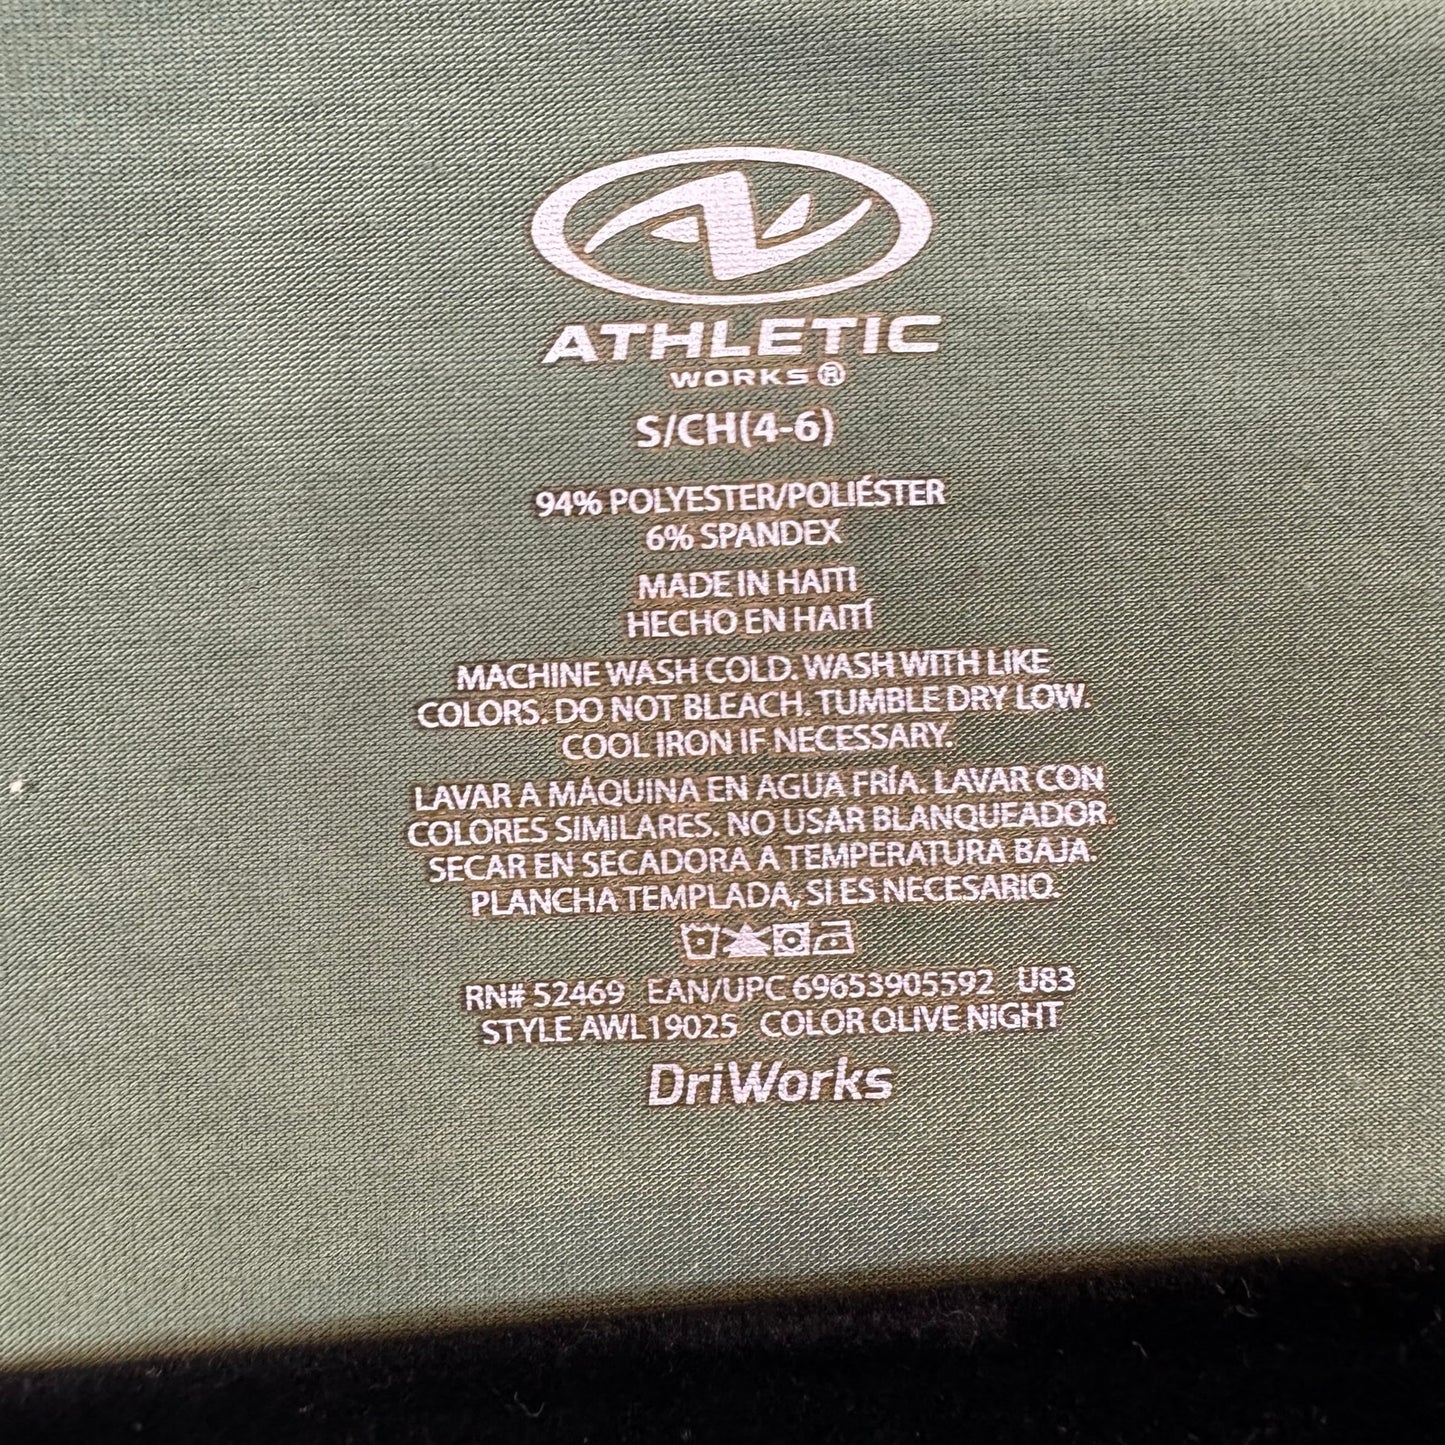 ATHLETIC
WORKS®
S/CH(4-6)
94% POLYESTER/POLIÉSTER
6% SPANDEX
MADE IN HAITI
HECHO EN HAITÍ
MACHINE WASH COLD. WASH WITH LIKE
COLORS. DO NOT BLEACH. TUMBLE DRY LOW.
COOL IRON IF NECESSARY.
LAVAR A MÁQUINA EN AGUA FRÍA. LAVAR CON
COLORES SIMILARES. NO USAR BLANQUEADOR.
SECAR EN SECADORA A TEMPERATURA BAJA.
PLANCHA TEMPLADA, SI ES NECESARIO.
RN# 52469 EAN/UPC 69653905592 U83
STYLE AWL19025 COLOR OLIVE NIGHT
DriWorks